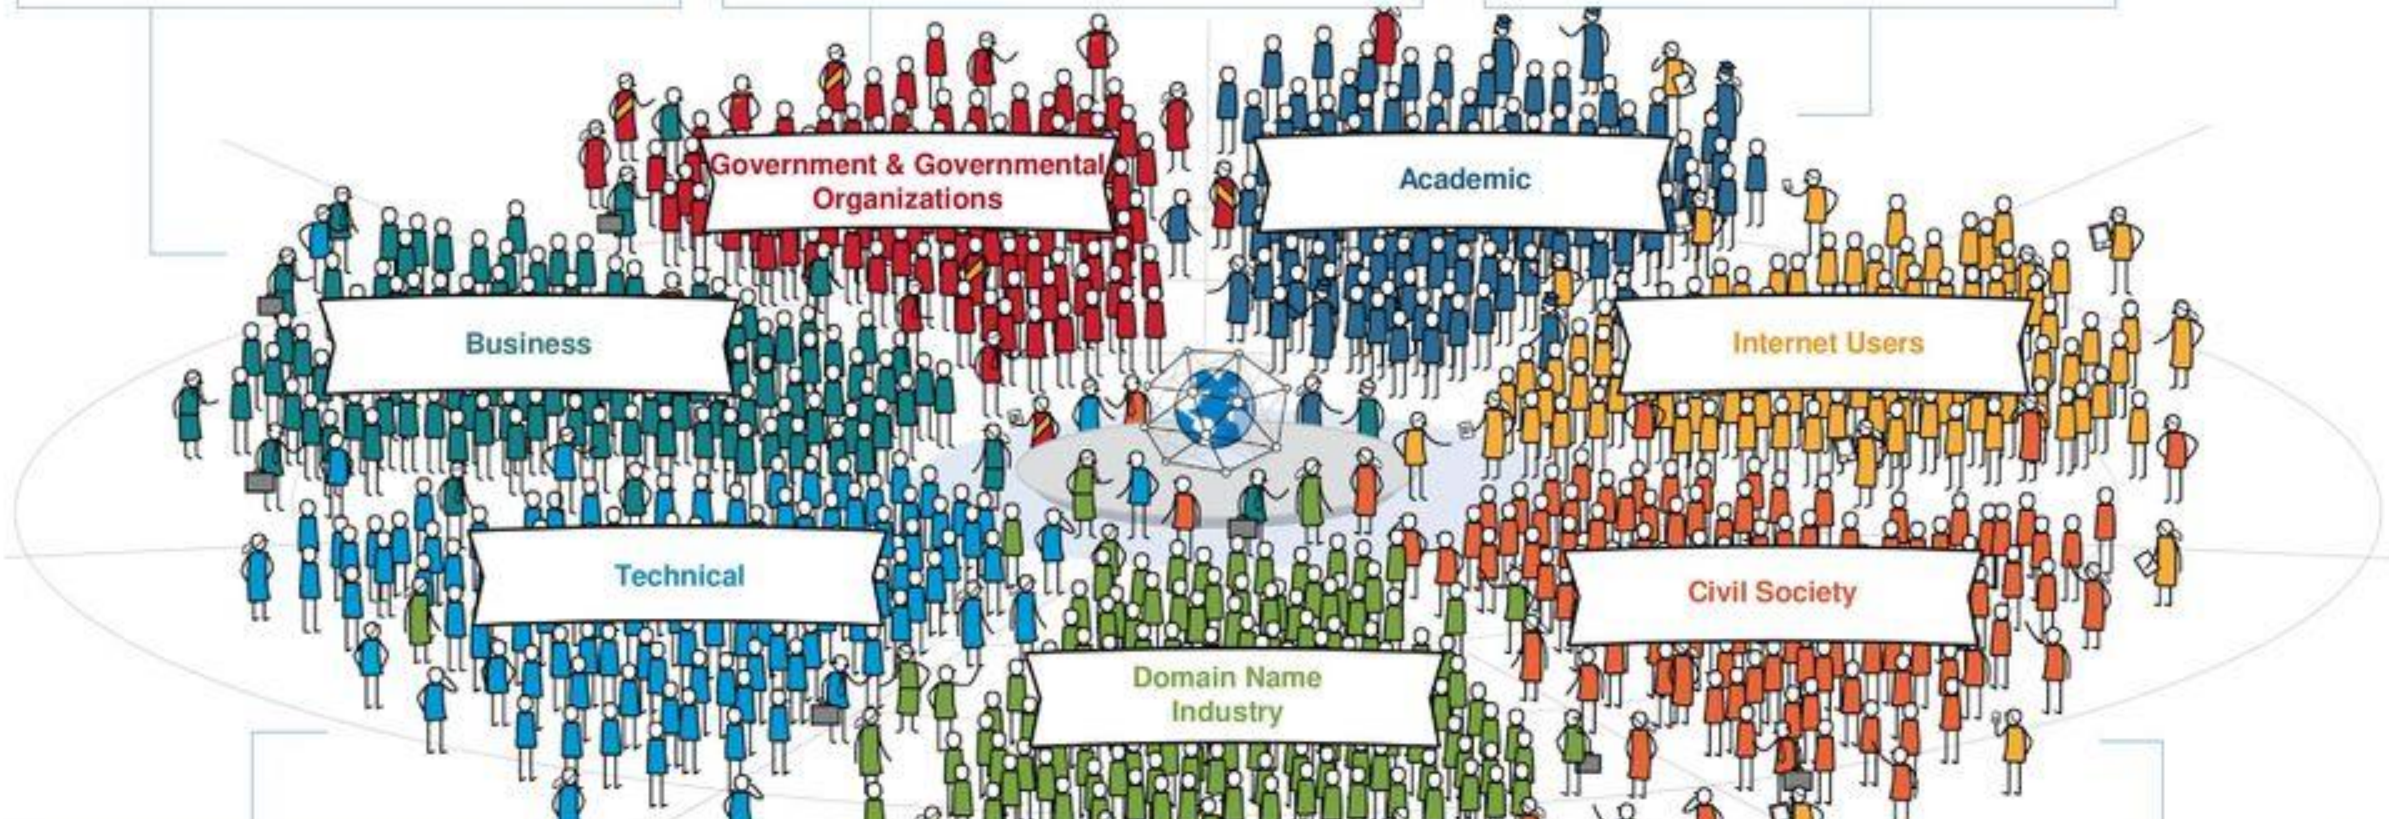 Government & Governmental
Organizations
Academic
Business
Internet Users
Technical
Civil Society
Domain Name
Industry